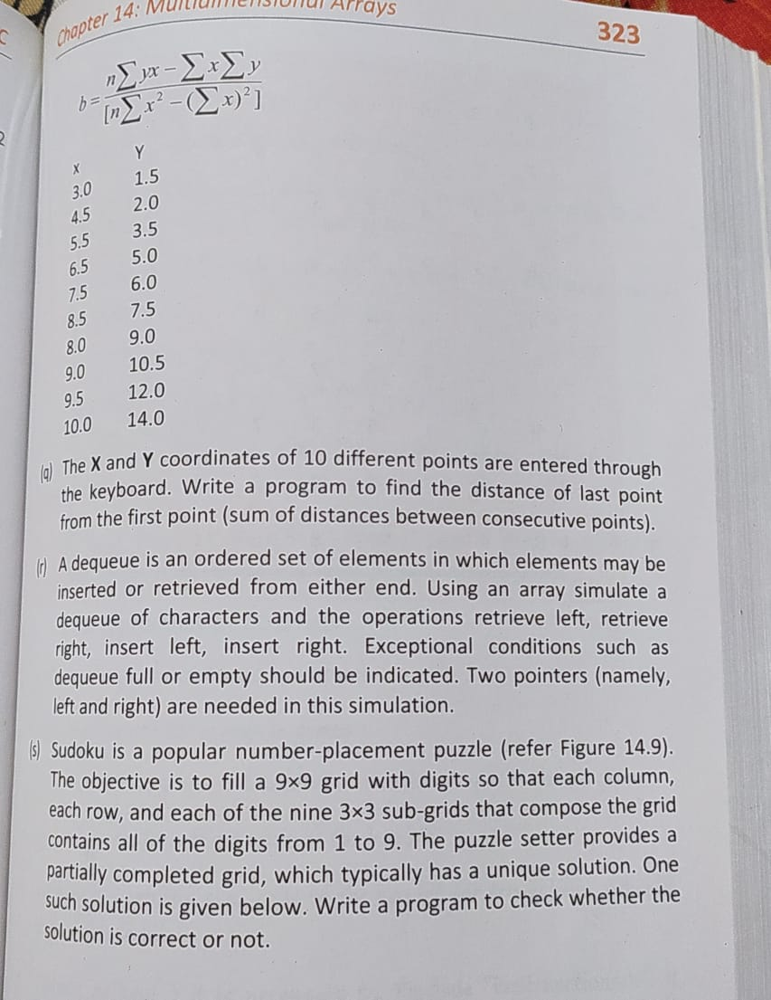 Chapter 14: Multidimensional Arrays
323
b = n∑yx − ∑x∑y / [n∑x² − (∑x)²]
X Y
3.0 1.5
4.5 2.0
5.5 3.5
6.5 5.0
7.5 6.0
8.5 7.5
8.0 9.0
9.0 10.5
9.5 12.0
10.0 14.0
(q) The X and Y coordinates of 10 different points are entered through
the keyboard. Write a program to find the distance of last point
from the first point (sum of distances between consecutive points).
(r) A dequeue is an ordered set of elements in which elements may be
inserted or retrieved from either end. Using an array simulate a
dequeue of characters and the operations retrieve left, retrieve
right, insert left, insert right. Exceptional conditions such as
dequeue full or empty should be indicated. Two pointers (namely,
left and right) are needed in this simulation.
(s) Sudoku is a popular number-placement puzzle (refer Figure 14.9).
The objective is to fill a 9×9 grid with digits so that each column,
each row, and each of the nine 3×3 sub-grids that compose the grid
contains all of the digits from 1 to 9. The puzzle setter provides a
partially completed grid, which typically has a unique solution. One
such solution is given below. Write a program to check whether the
solution is correct or not.